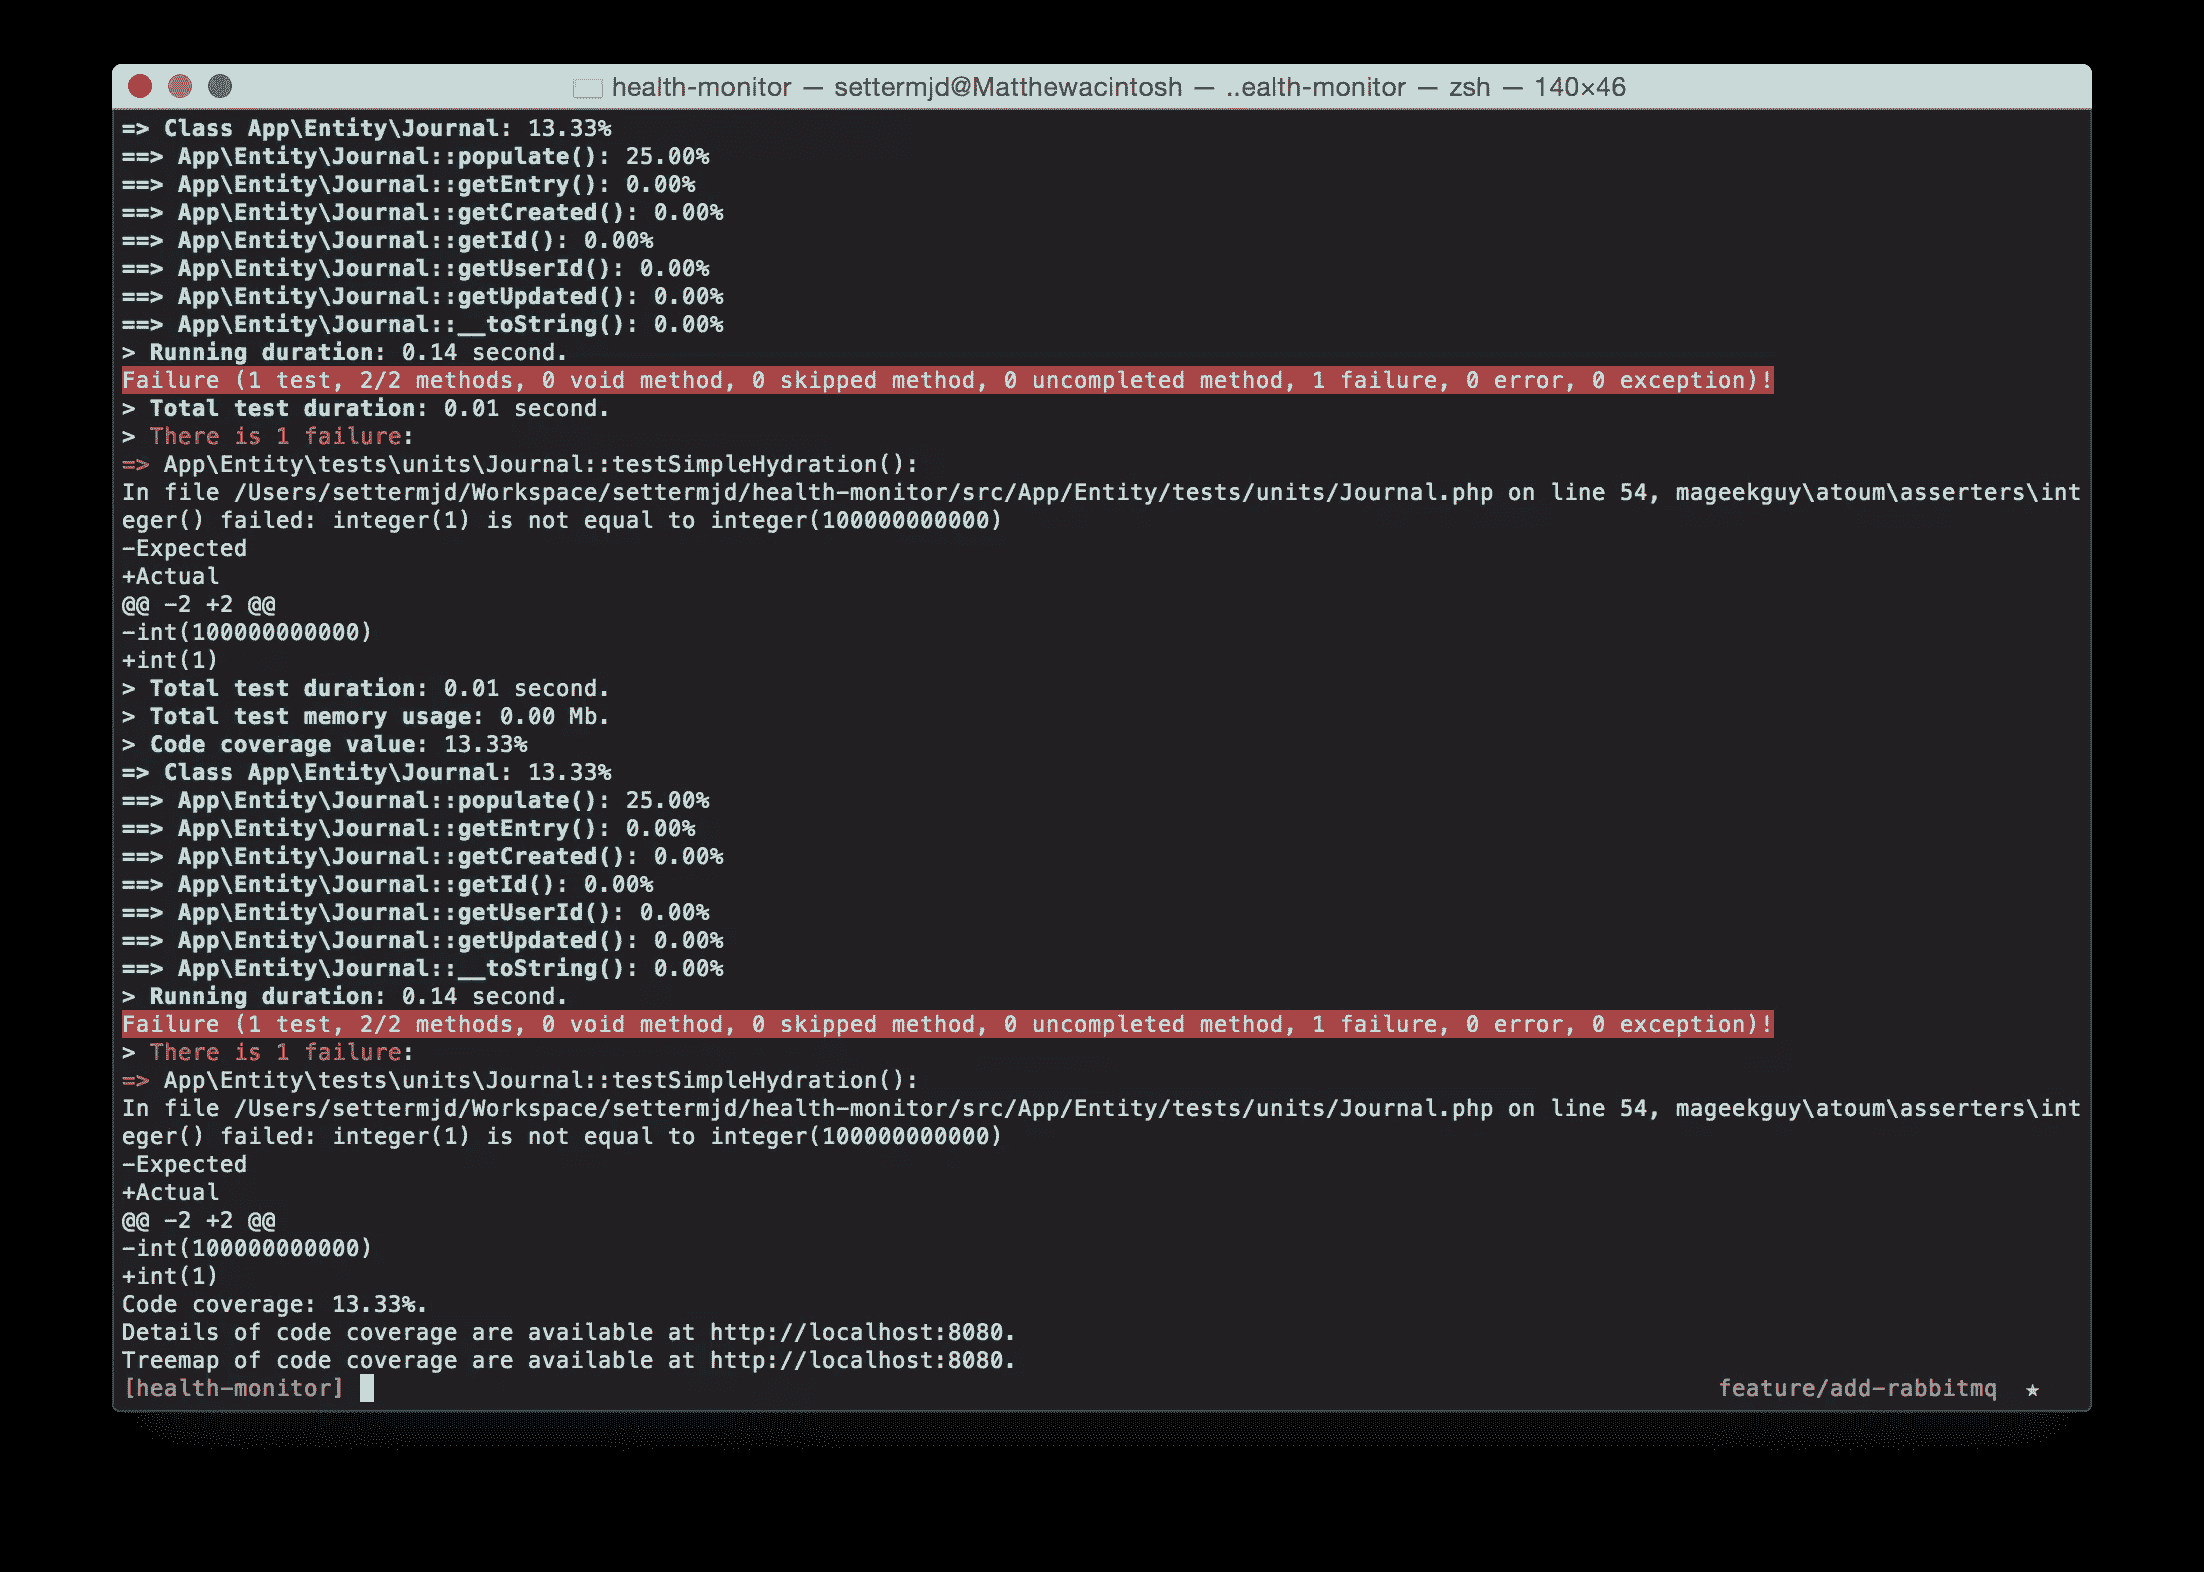 health-monitor — settermjd@Matthewacintosh — ..ealth-monitor — zsh — 140×46
=> Class App\Entity\Journal: 13.33%
==> App\Entity\Journal::populate(): 25.00%
==> App\Entity\Journal::getEntry(): 0.00%
==> App\Entity\Journal::getCreated(): 0.00%
==> App\Entity\Journal::getId(): 0.00%
==> App\Entity\Journal::getUserId(): 0.00%
==> App\Entity\Journal::getUpdated(): 0.00%
==> App\Entity\Journal::__toString(): 0.00%
> Running duration: 0.14 second.
Failure (1 test, 2/2 methods, 0 void method, 0 skipped method, 0 uncompleted method, 1 failure, 0 error, 0 exception)!
> Total test duration: 0.01 second.
> There is 1 failure:
=> App\Entity\tests\units\Journal::testSimpleHydration():
In file /Users/settermjd/Workspace/settermjd/health-monitor/src/App/Entity/tests/units/Journal.php on line 54, mageekguy\atoum\asserters\int
eger() failed: integer(1) is not equal to integer(100000000000)
-Expected
+Actual
@@ -2 +2 @@
-int(100000000000)
+int(1)
> Total test duration: 0.01 second.
> Total test memory usage: 0.00 Mb.
> Code coverage value: 13.33%
=> Class App\Entity\Journal: 13.33%
==> App\Entity\Journal::populate(): 25.00%
==> App\Entity\Journal::getEntry(): 0.00%
==> App\Entity\Journal::getCreated(): 0.00%
==> App\Entity\Journal::getId(): 0.00%
==> App\Entity\Journal::getUserId(): 0.00%
==> App\Entity\Journal::getUpdated(): 0.00%
==> App\Entity\Journal::__toString(): 0.00%
> Running duration: 0.14 second.
Failure (1 test, 2/2 methods, 0 void method, 0 skipped method, 0 uncompleted method, 1 failure, 0 error, 0 exception)!
> There is 1 failure:
=> App\Entity\tests\units\Journal::testSimpleHydration():
In file /Users/settermjd/Workspace/settermjd/health-monitor/src/App/Entity/tests/units/Journal.php on line 54, mageekguy\atoum\asserters\int
eger() failed: integer(1) is not equal to integer(100000000000)
-Expected
+Actual
@@ -2 +2 @@
-int(100000000000)
+int(1)
Code coverage: 13.33%.
Details of code coverage are available at http://localhost:8080.
Treemap of code coverage are available at http://localhost:8080.
[health-monitor] feature/add-rabbitmq ★